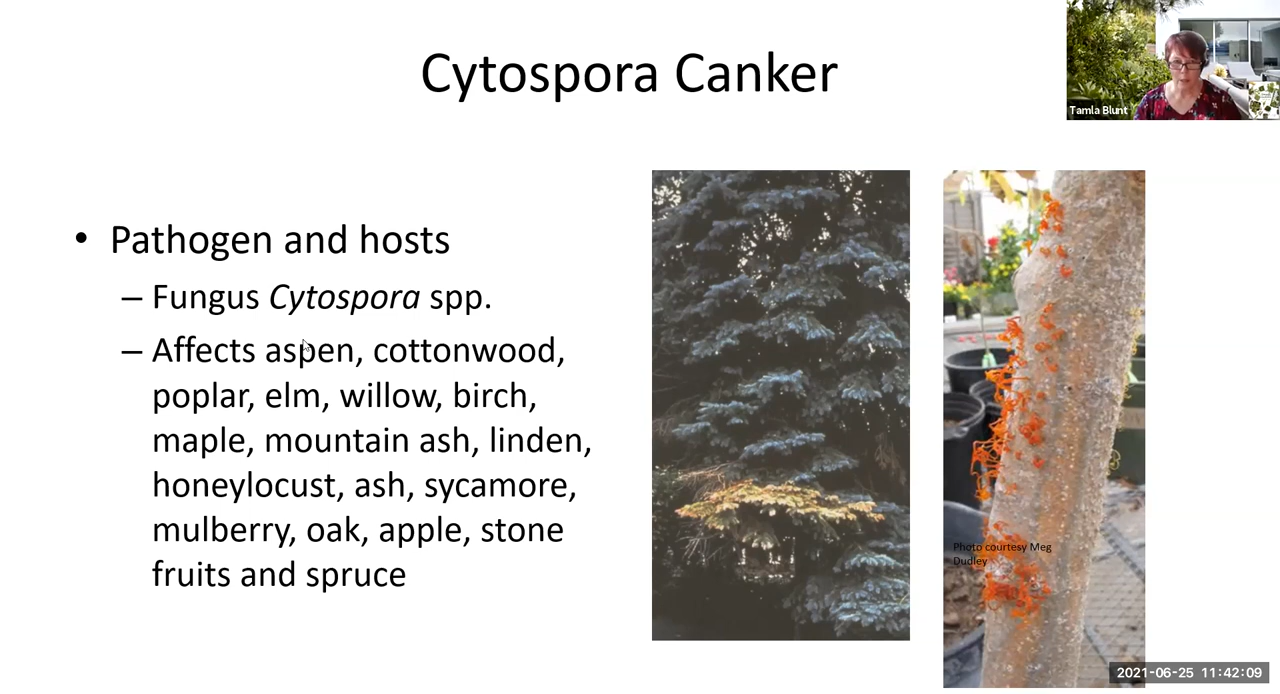 Cytospora Canker
Tamla Blunt
• Pathogen and hosts
– Fungus Cytospora spp.
– Affects aspen, cottonwood,
poplar, elm, willow, birch,
maple, mountain ash, linden,
honeylocust, ash, sycamore,
mulberry, oak, apple, stone
fruits and spruce
Photo courtesy Meg
Dudley
2021-06-25 11:42:09